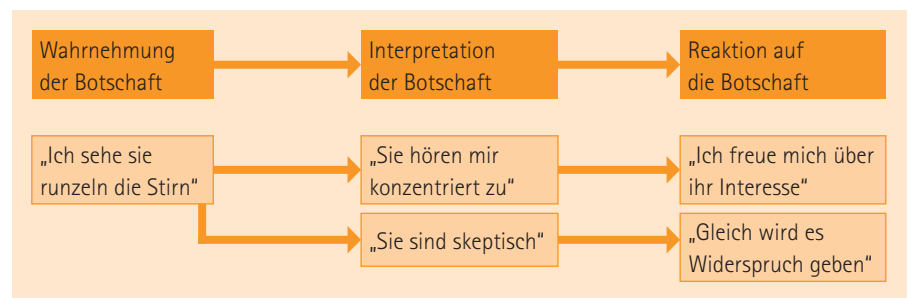 Wahrnehmung
der Botschaft
Interpretation
der Botschaft
Reaktion auf
die Botschaft
„Ich sehe sie
runzeln die Stirn“
„Sie hören mir
konzentriert zu“
„Ich freue mich über
ihr Interesse“
„Sie sind skeptisch“
„Gleich wird es
Widerspruch geben“